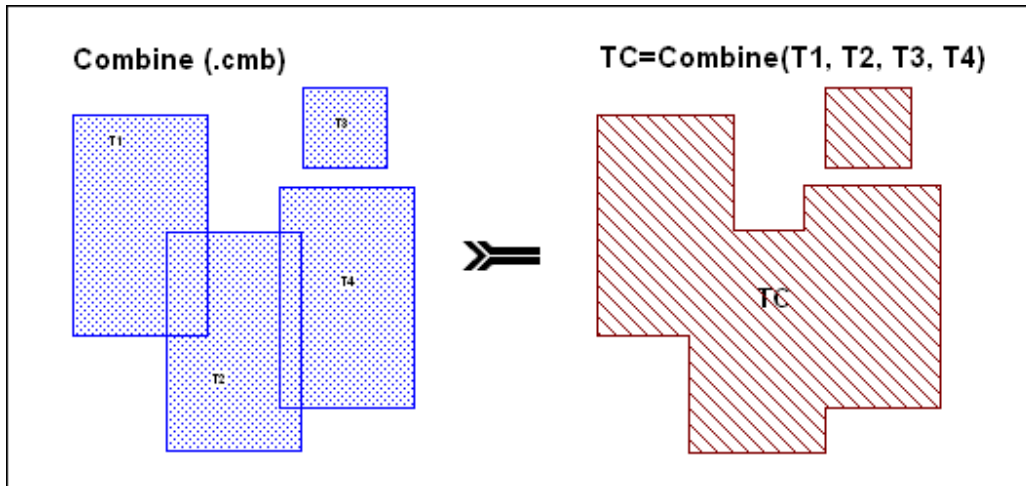 Combine (.cmb)
TC=Combine(T1, T2, T3, T4)
T3
T1
T4
TC
T2